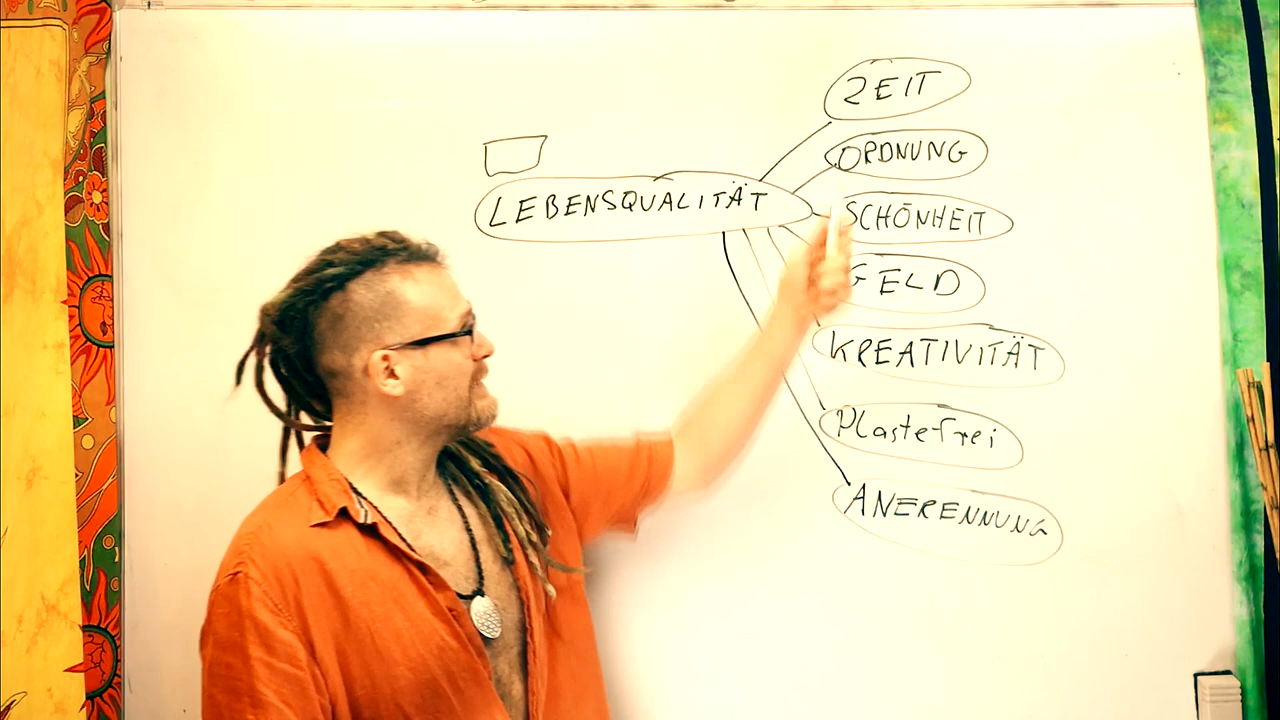 ZEIT
ORDNUNG
LEBENSQUALITÄT
SCHÖNHEIT
GELD
KREATIVITÄT
Plastefrei
ANERENNUNG